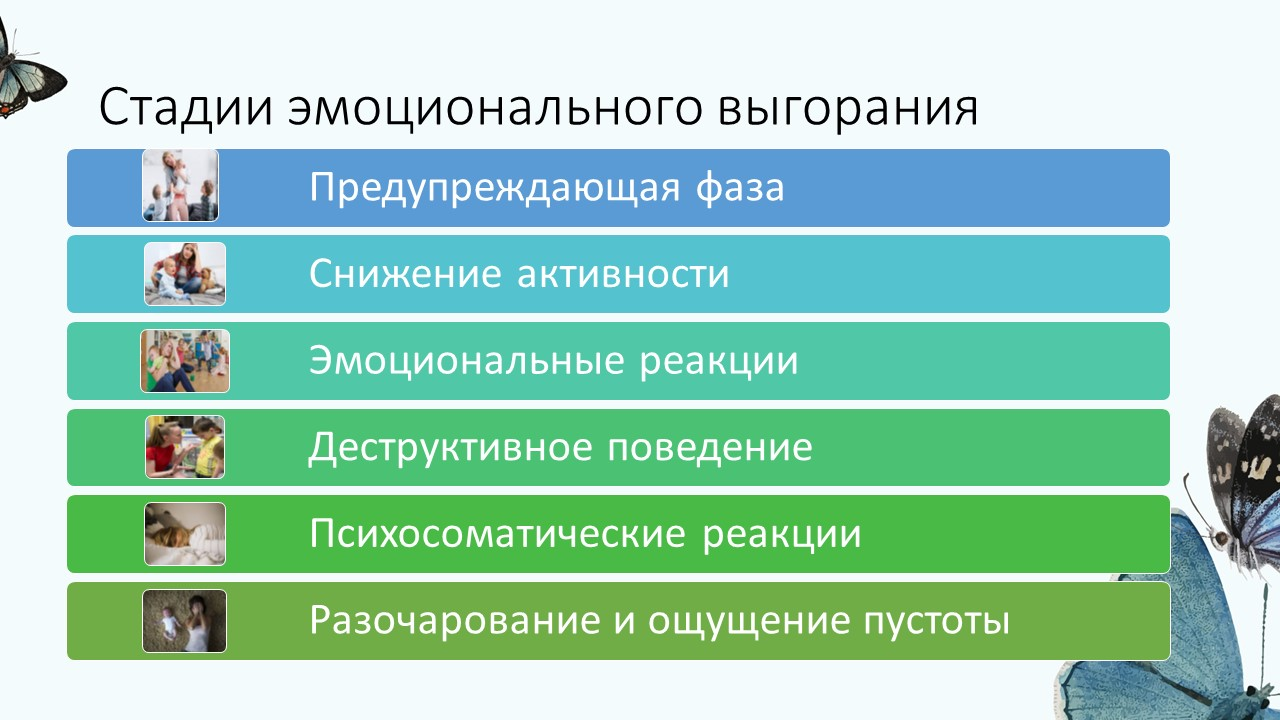 Стадии эмоционального выгорания
Предупреждающая фаза
Снижение активности
Эмоциональные реакции
Деструктивное поведение
Психосоматические реакции
Разочарование и ощущение пустоты